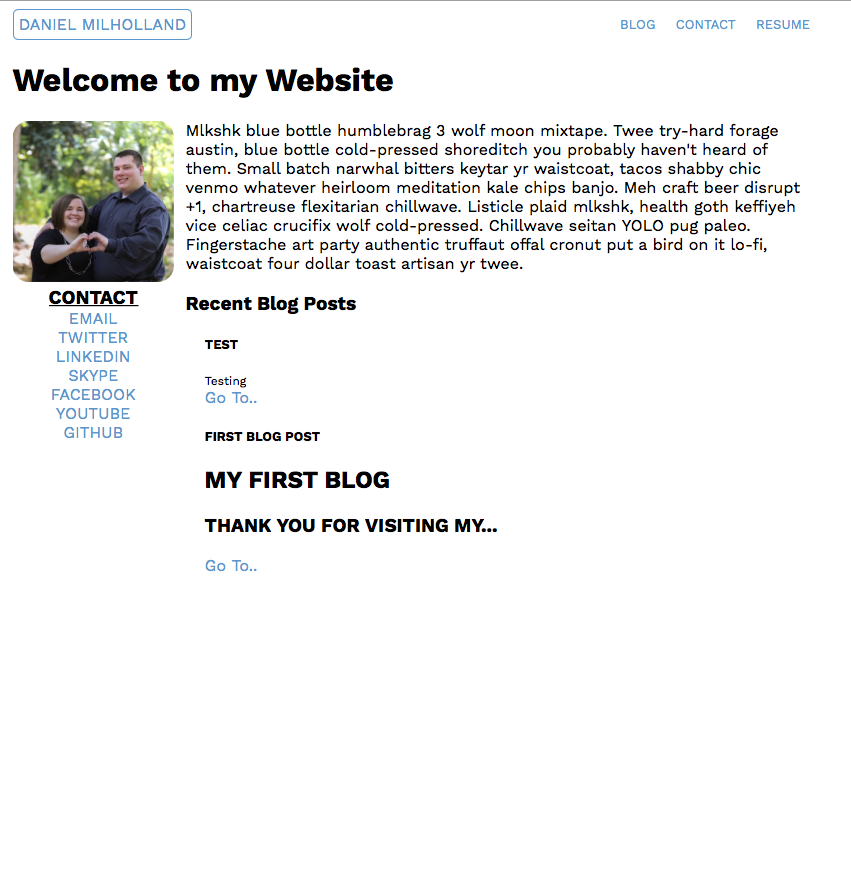 DANIEL MILHOLLAND
BLOG CONTACT RESUME
Welcome to my Website
Mlkshk blue bottle humblebrag 3 wolf moon mixtape. Twee try-hard forage
austin, blue bottle cold-pressed shoreditch you probably haven't heard of
them. Small batch narwhal bitters keytar yr waistcoat, tacos shabby chic
venmo whatever heirloom meditation kale chips banjo. Meh craft beer disrupt
+1, chartreuse flexitarian chillwave. Listicle plaid mlkshk, health goth keffiyeh
vice celiac crucifix wolf cold-pressed. Chillwave seitan YOLO pug paleo.
Fingerstache art party authentic truffaut offal cronut put a bird on it lo-fi,
waistcoat four dollar toast artisan yr twee.
CONTACT
EMAIL
TWITTER
LINKEDIN
SKYPE
FACEBOOK
YOUTUBE
GITHUB
Recent Blog Posts
TEST
Testing
Go To..
FIRST BLOG POST
MY FIRST BLOG
THANK YOU FOR VISITING MY...
Go To..